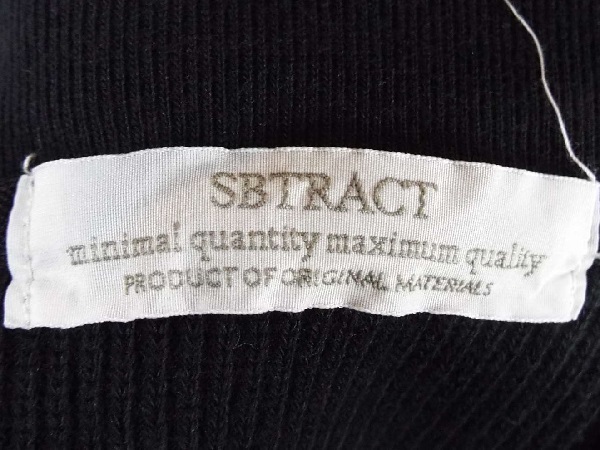 SBTRACT
minimal quantity maximum quality
PRODUCT OF ORIGINAL MATERIALS